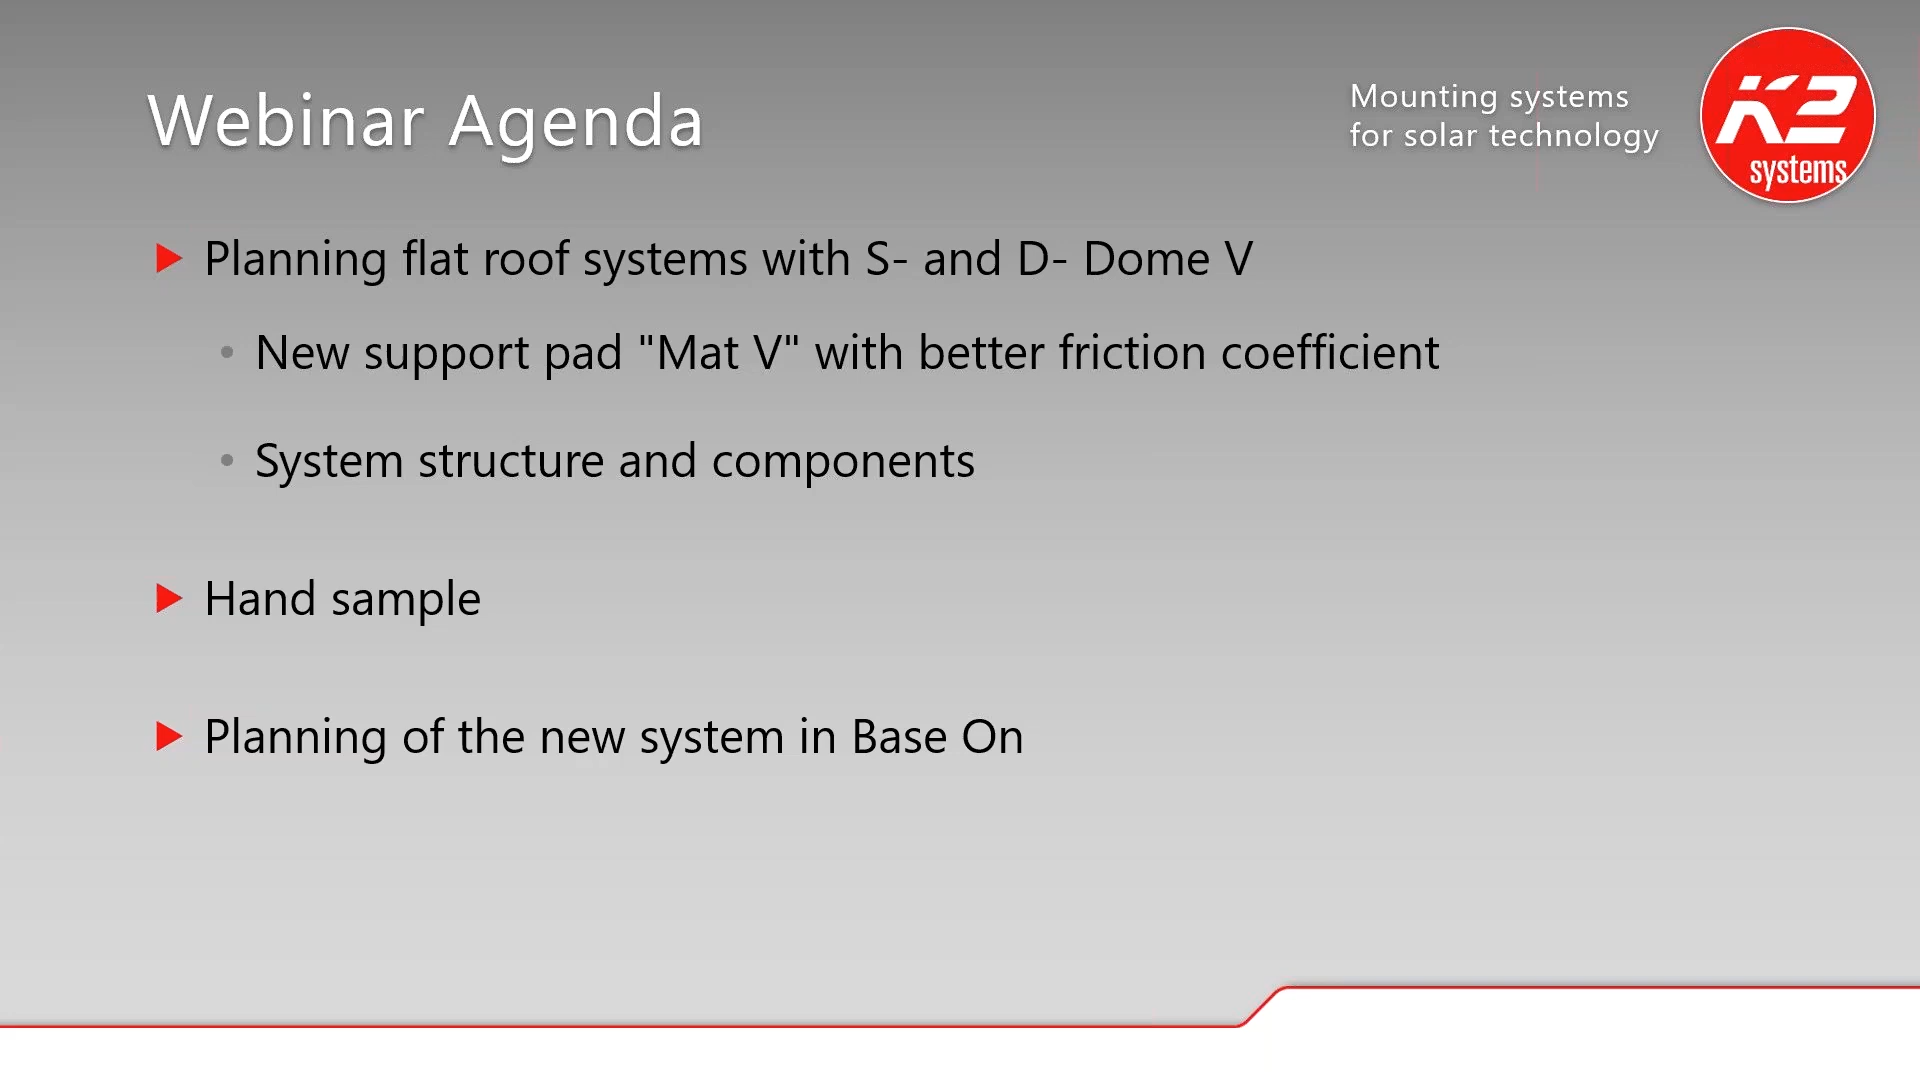 Webinar Agenda
Mounting systems
for solar technology
K2
systems
Planning flat roof systems with S- and D- Dome V
New support pad "Mat V" with better friction coefficient
System structure and components
Hand sample
Planning of the new system in Base On